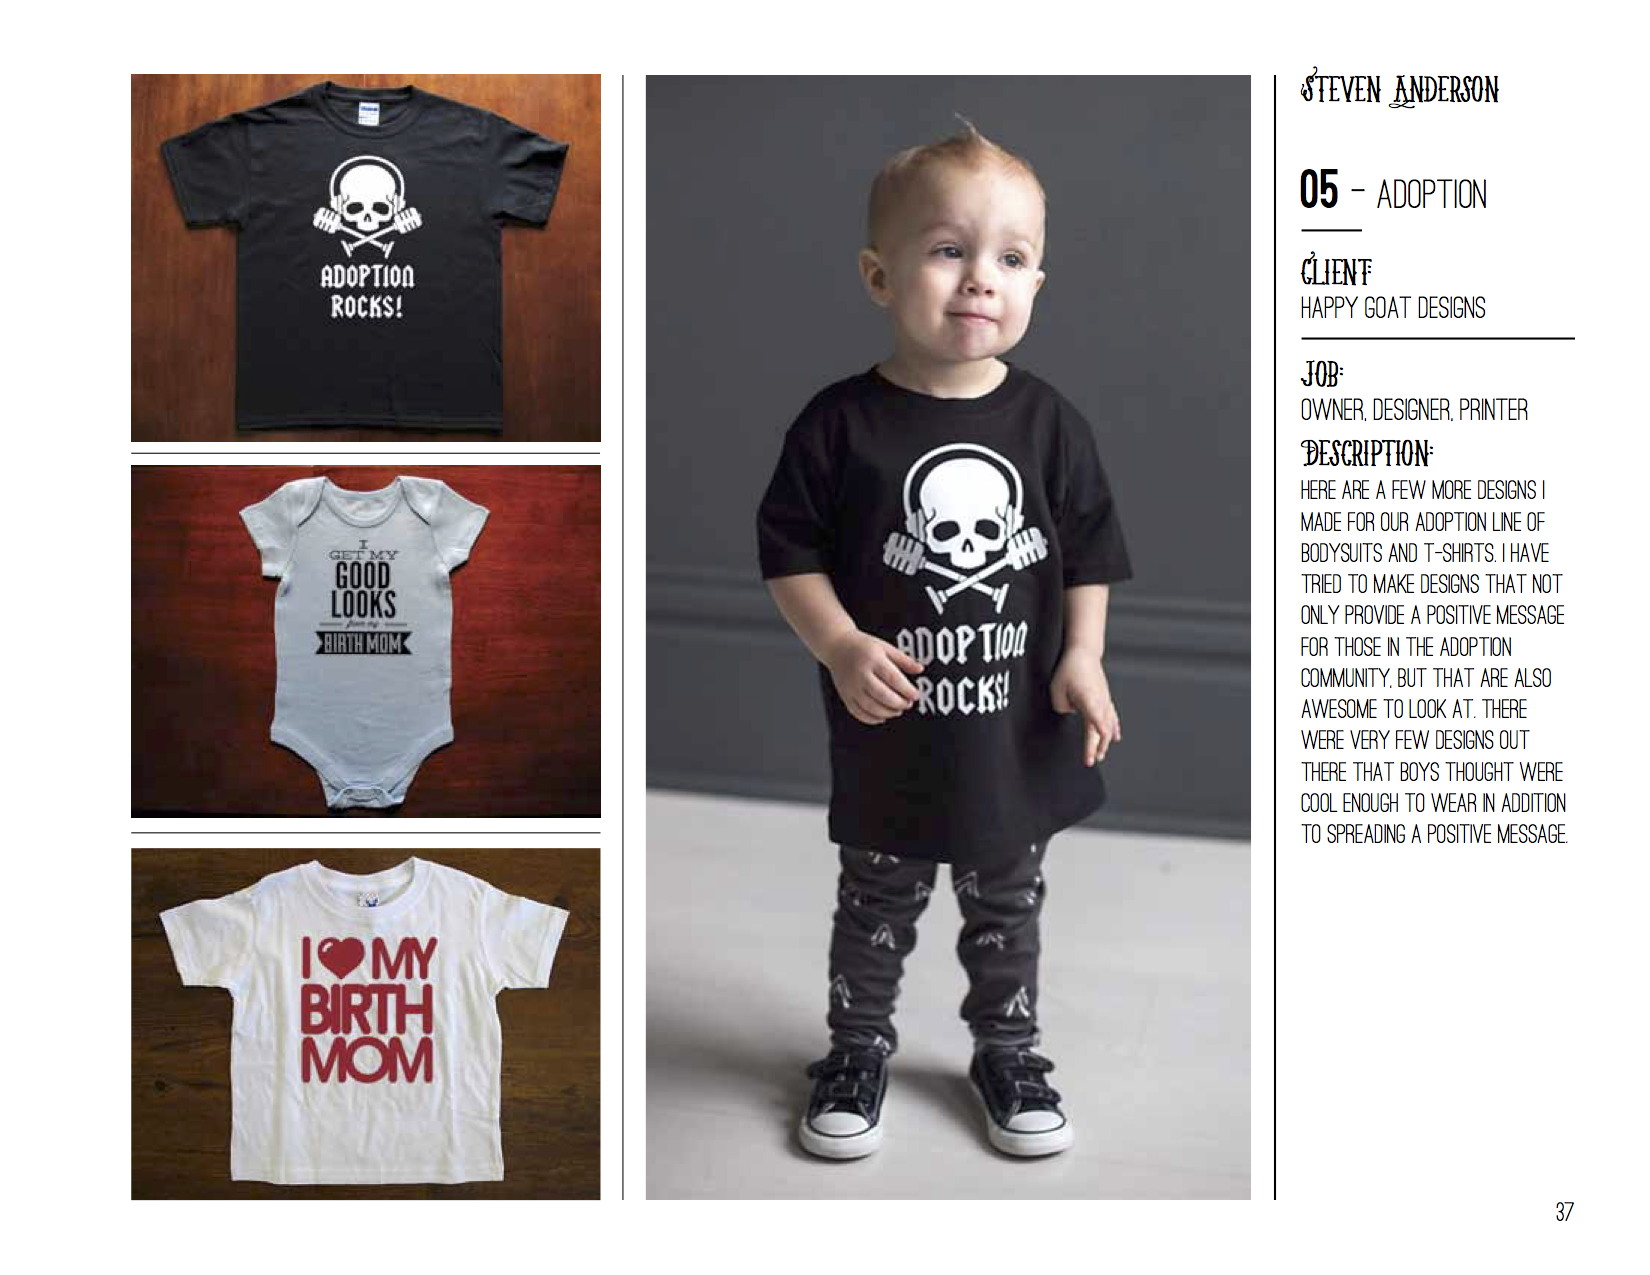 ADOPTION
ROCKS!
I
GET MY
GOOD
LOOKS
from my
BIRTH MOM
I ♥ MY
BIRTH
MOM
ADOPTION
ROCKS!
STEVEN ANDERSON
05 - ADOPTION
CLIENT
HAPPY GOAT DESIGNS
JOB:
OWNER, DESIGNER, PRINTER
DESCRIPTION:
HERE ARE A FEW MORE DESIGNS I
MADE FOR OUR ADOPTION LINE OF
BODYSUITS AND T-SHIRTS. I HAVE
TRIED TO MAKE DESIGNS THAT NOT
ONLY PROVIDE A POSITIVE MESSAGE
FOR THOSE IN THE ADOPTION
COMMUNITY, BUT THAT ARE ALSO
AWESOME TO LOOK AT. THERE
WERE VERY FEW DESIGNS OUT
THERE THAT BOYS THOUGHT WERE
COOL ENOUGH TO WEAR IN ADDITION
TO SPREADING A POSITIVE MESSAGE.
37